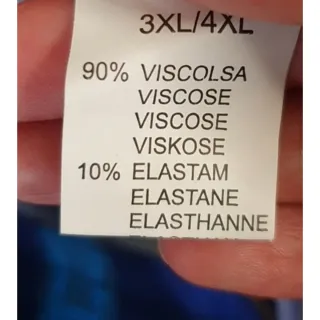 3XL/4XL
90% VISCOLSA
VISCOSE
VISCOSE
VISKOSE
10% ELASTAM
ELASTANE
ELASTHANNE